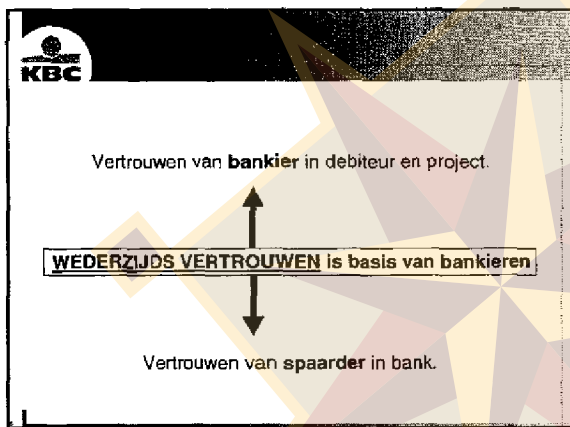 KBC
Vertrouwen van bankier in debiteur en project.
WEDERZIJDS VERTROUWEN is basis van bankieren
Vertrouwen van spaarder in bank.